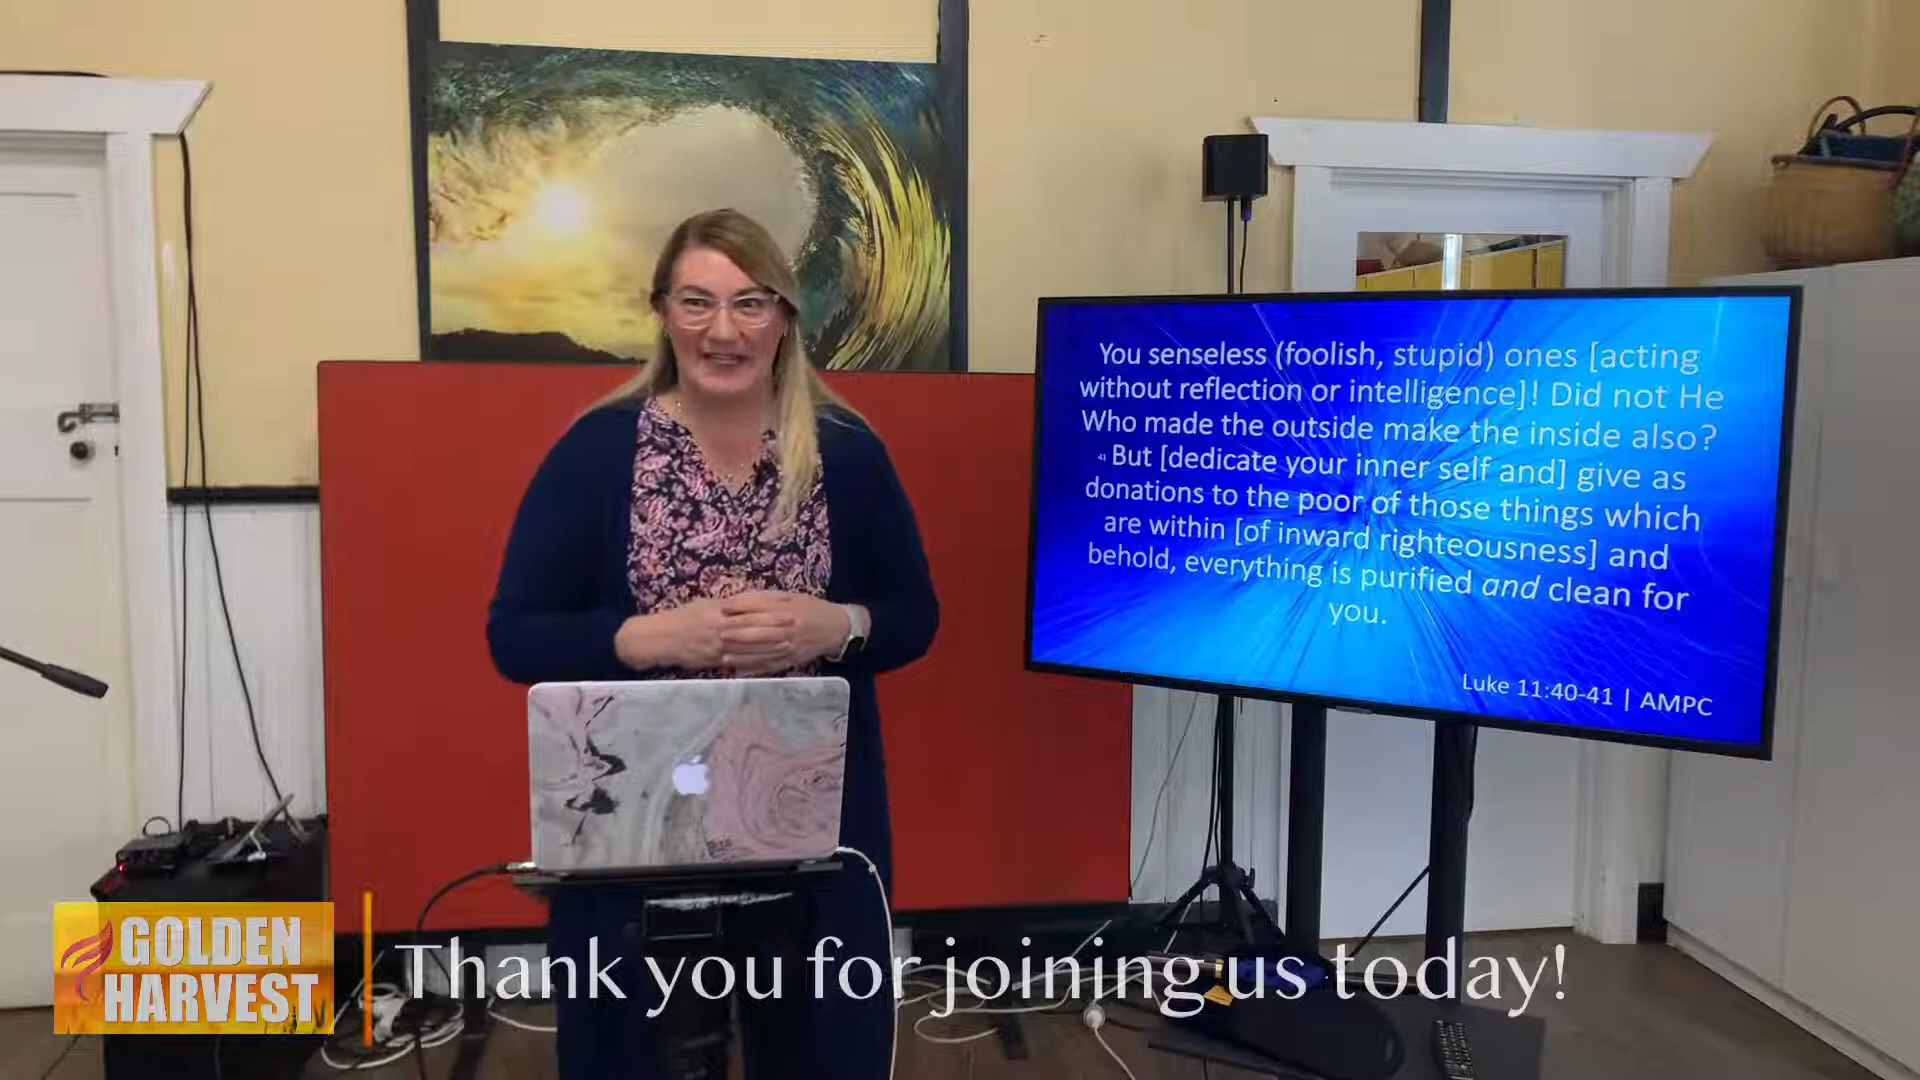 You senseless (foolish, stupid) ones [acting
without reflection or intelligence]! Did not He
Who made the outside make the inside also?
41 But [dedicate your inner self and] give as
donations to the poor of those things which
are within [of inward righteousness] and
behold, everything is purified and clean for
you.
Luke 11:40-41 | AMPC
GOLDEN
HARVEST
Thank you for joining us today!